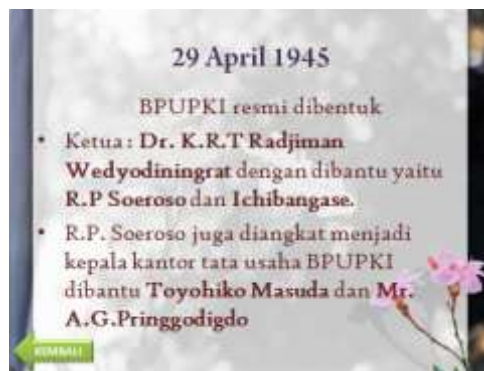 29 April 1945
BPUPKI resmi dibentuk
• Ketua : Dr. K.R.T Radjiman
Wedyodiningrat dengan dibantu yaitu
R.P Soeroso dan Ichibangase.
• R.P. Soeroso juga diangkat menjadi
kepala kantor tata usaha BPUPKI
dibantu Toyohiko Masuda dan Mr.
A.G.Pringgodigdo
KEMBALI